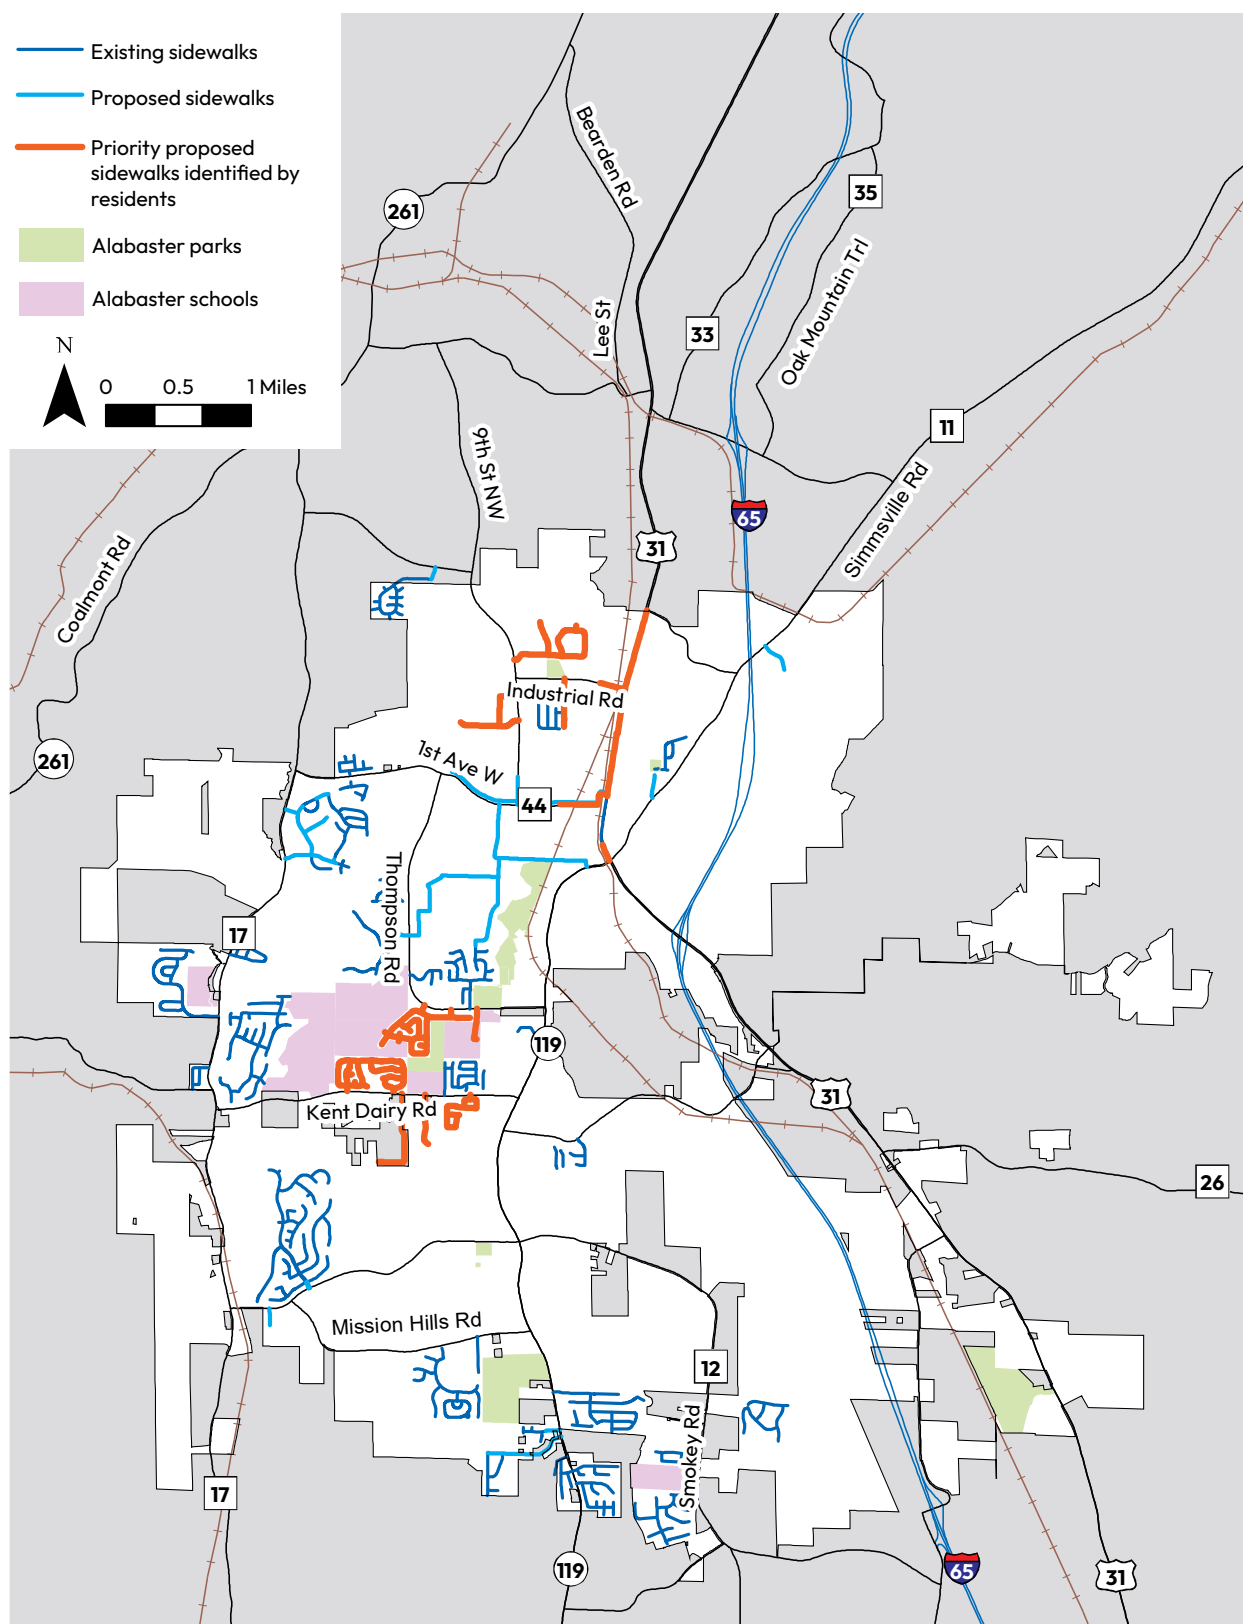 Existing sidewalks
Proposed sidewalks
Priority proposed
sidewalks identified by
residents
Alabaster parks
Alabaster schools
N
0 0.5 1 Miles
Bearden Rd
261
35
Oak Mountain Trl
Lee St
33
11
9th St NW
Simmsville Rd
65
31
Coalmont Rd
Industrial Rd
261
1st Ave W
44
Thompson Rd
17
119
31
Kent Dairy Rd
26
Mission Hills Rd
12
Smokey Rd
17
119
65
31